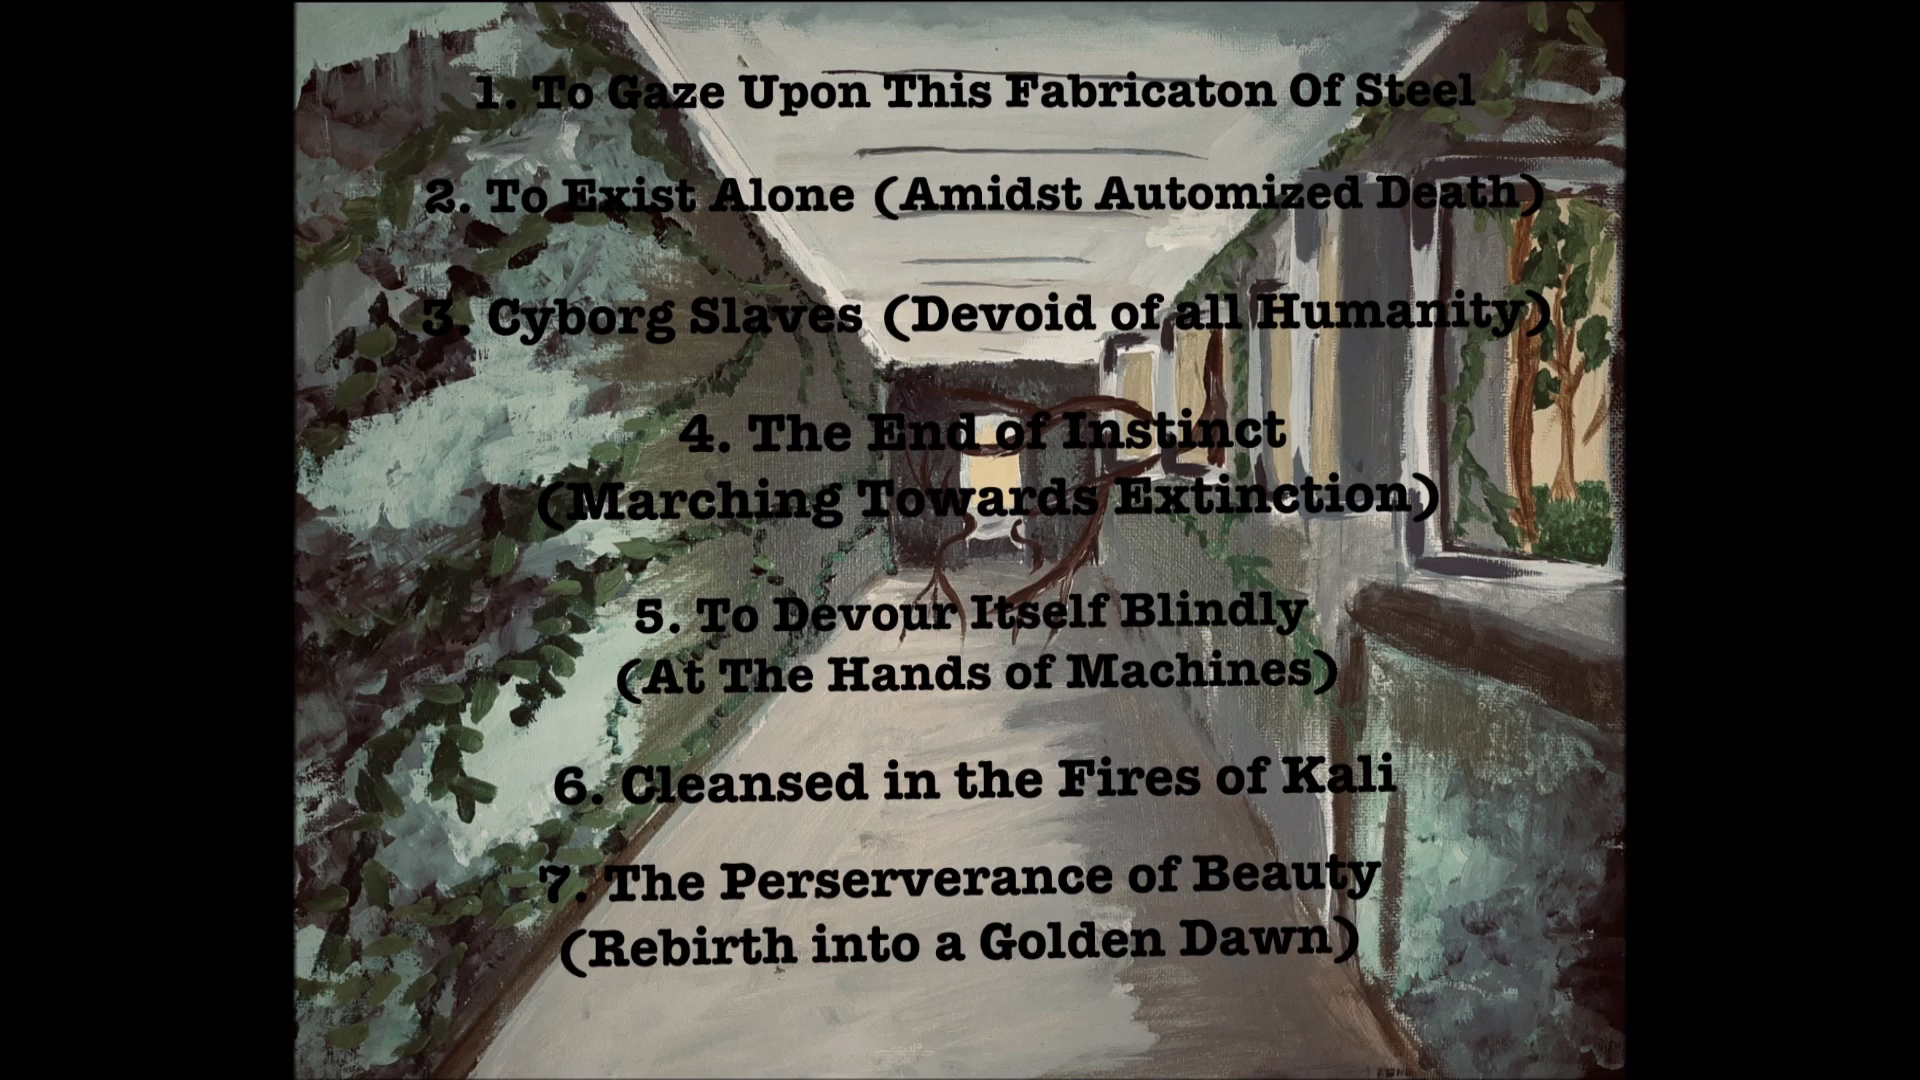 1. To Gaze Upon This Fabricaton Of Steel
2. To Exist Alone (Amidst Automized Death)
3. Cyborg Slaves (Devoid of all Humanity)
4. The End of Instinct
(Marching Towards Extinction)
5. To Devour Itself Blindly
(At The Hands of Machines)
6. Cleansed in the Fires of Kali
7. The Perserverance of Beauty
(Rebirth into a Golden Dawn)